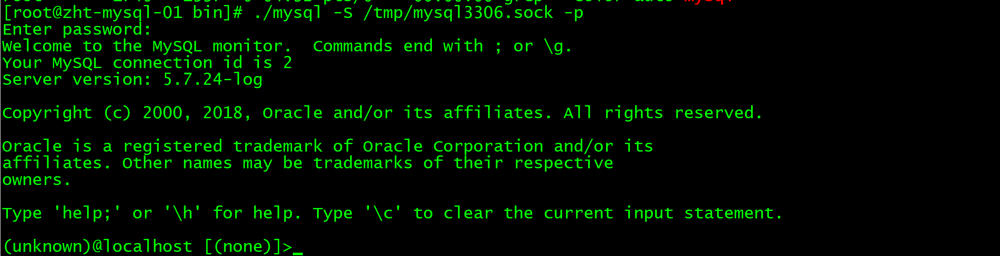 [root@zht-mysql-01 bin]# ./mysql -S /tmp/mysql3306.sock -p
Enter password:
Welcome to the MySQL monitor.  Commands end with ; or \g.
Your MySQL connection id is 2
Server version: 5.7.24-log
Copyright (c) 2000, 2018, Oracle and/or its affiliates. All rights reserved.
Oracle is a registered trademark of Oracle Corporation and/or its
affiliates. Other names may be trademarks of their respective
owners.
Type 'help;' or '\h' for help. Type '\c' to clear the current input statement.
(unknown)@localhost [(none)]>_